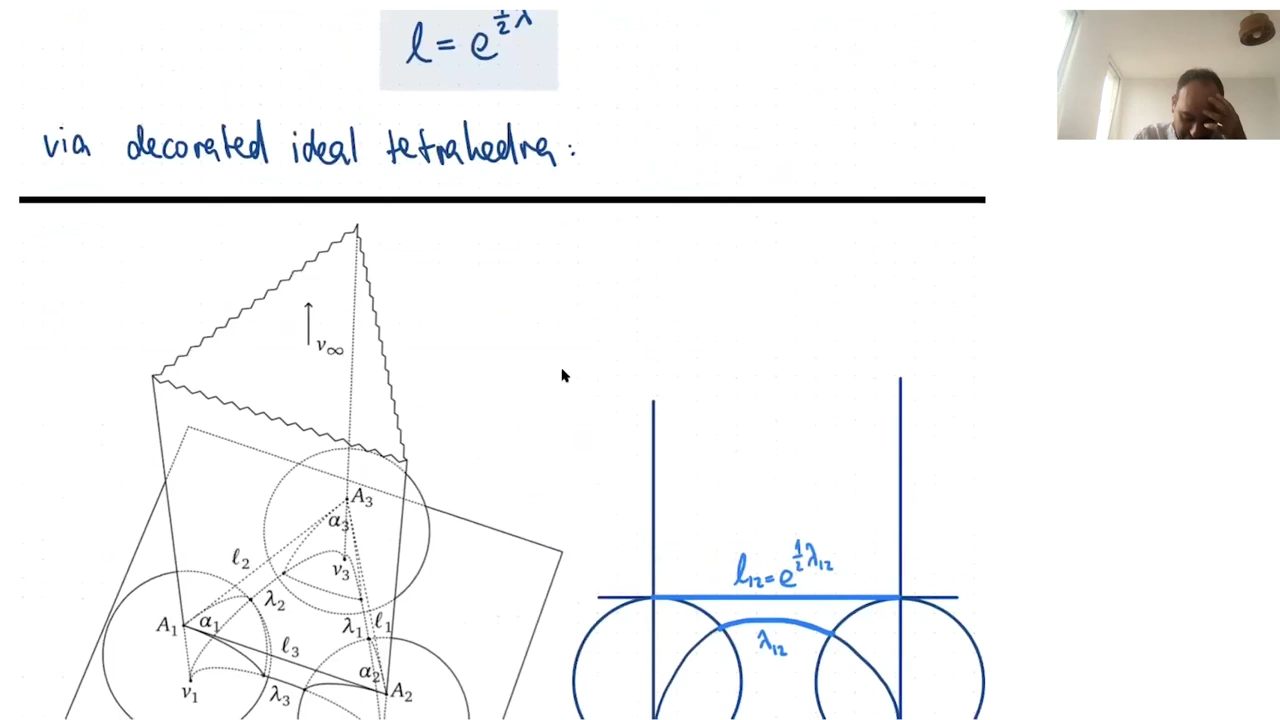 l = e^{½λ}
via decorated ideal tetrahedra:
v∞
A₃
α₃
l₂
v₃
λ₂
A₁
α₁
λ₁
l₁
l₃
α₂
v₁
λ₃
A₂
l₁₂=e^{½λ₁₂}
λ₁₂